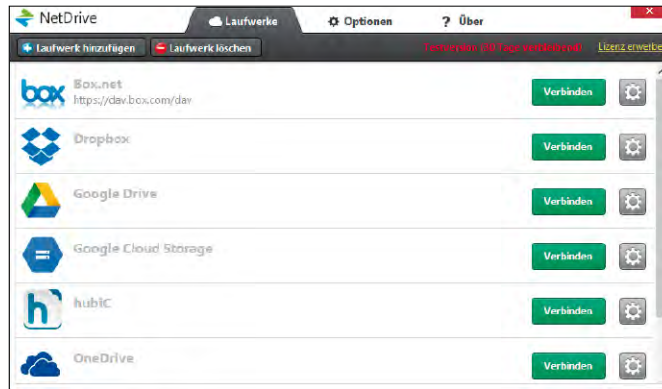 NetDrive
Laufwerke
Optionen
? Über
Laufwerk hinzufügen
Laufwerk löschen
Lizenz erwerbe
box
Box.net
https://dav.box.com/dav
Verbinden
Dropbox
Verbinden
Google Drive
Verbinden
Google Cloud Storage
Verbinden
h
hubiC
Verbinden
OneDrive
Verbinden